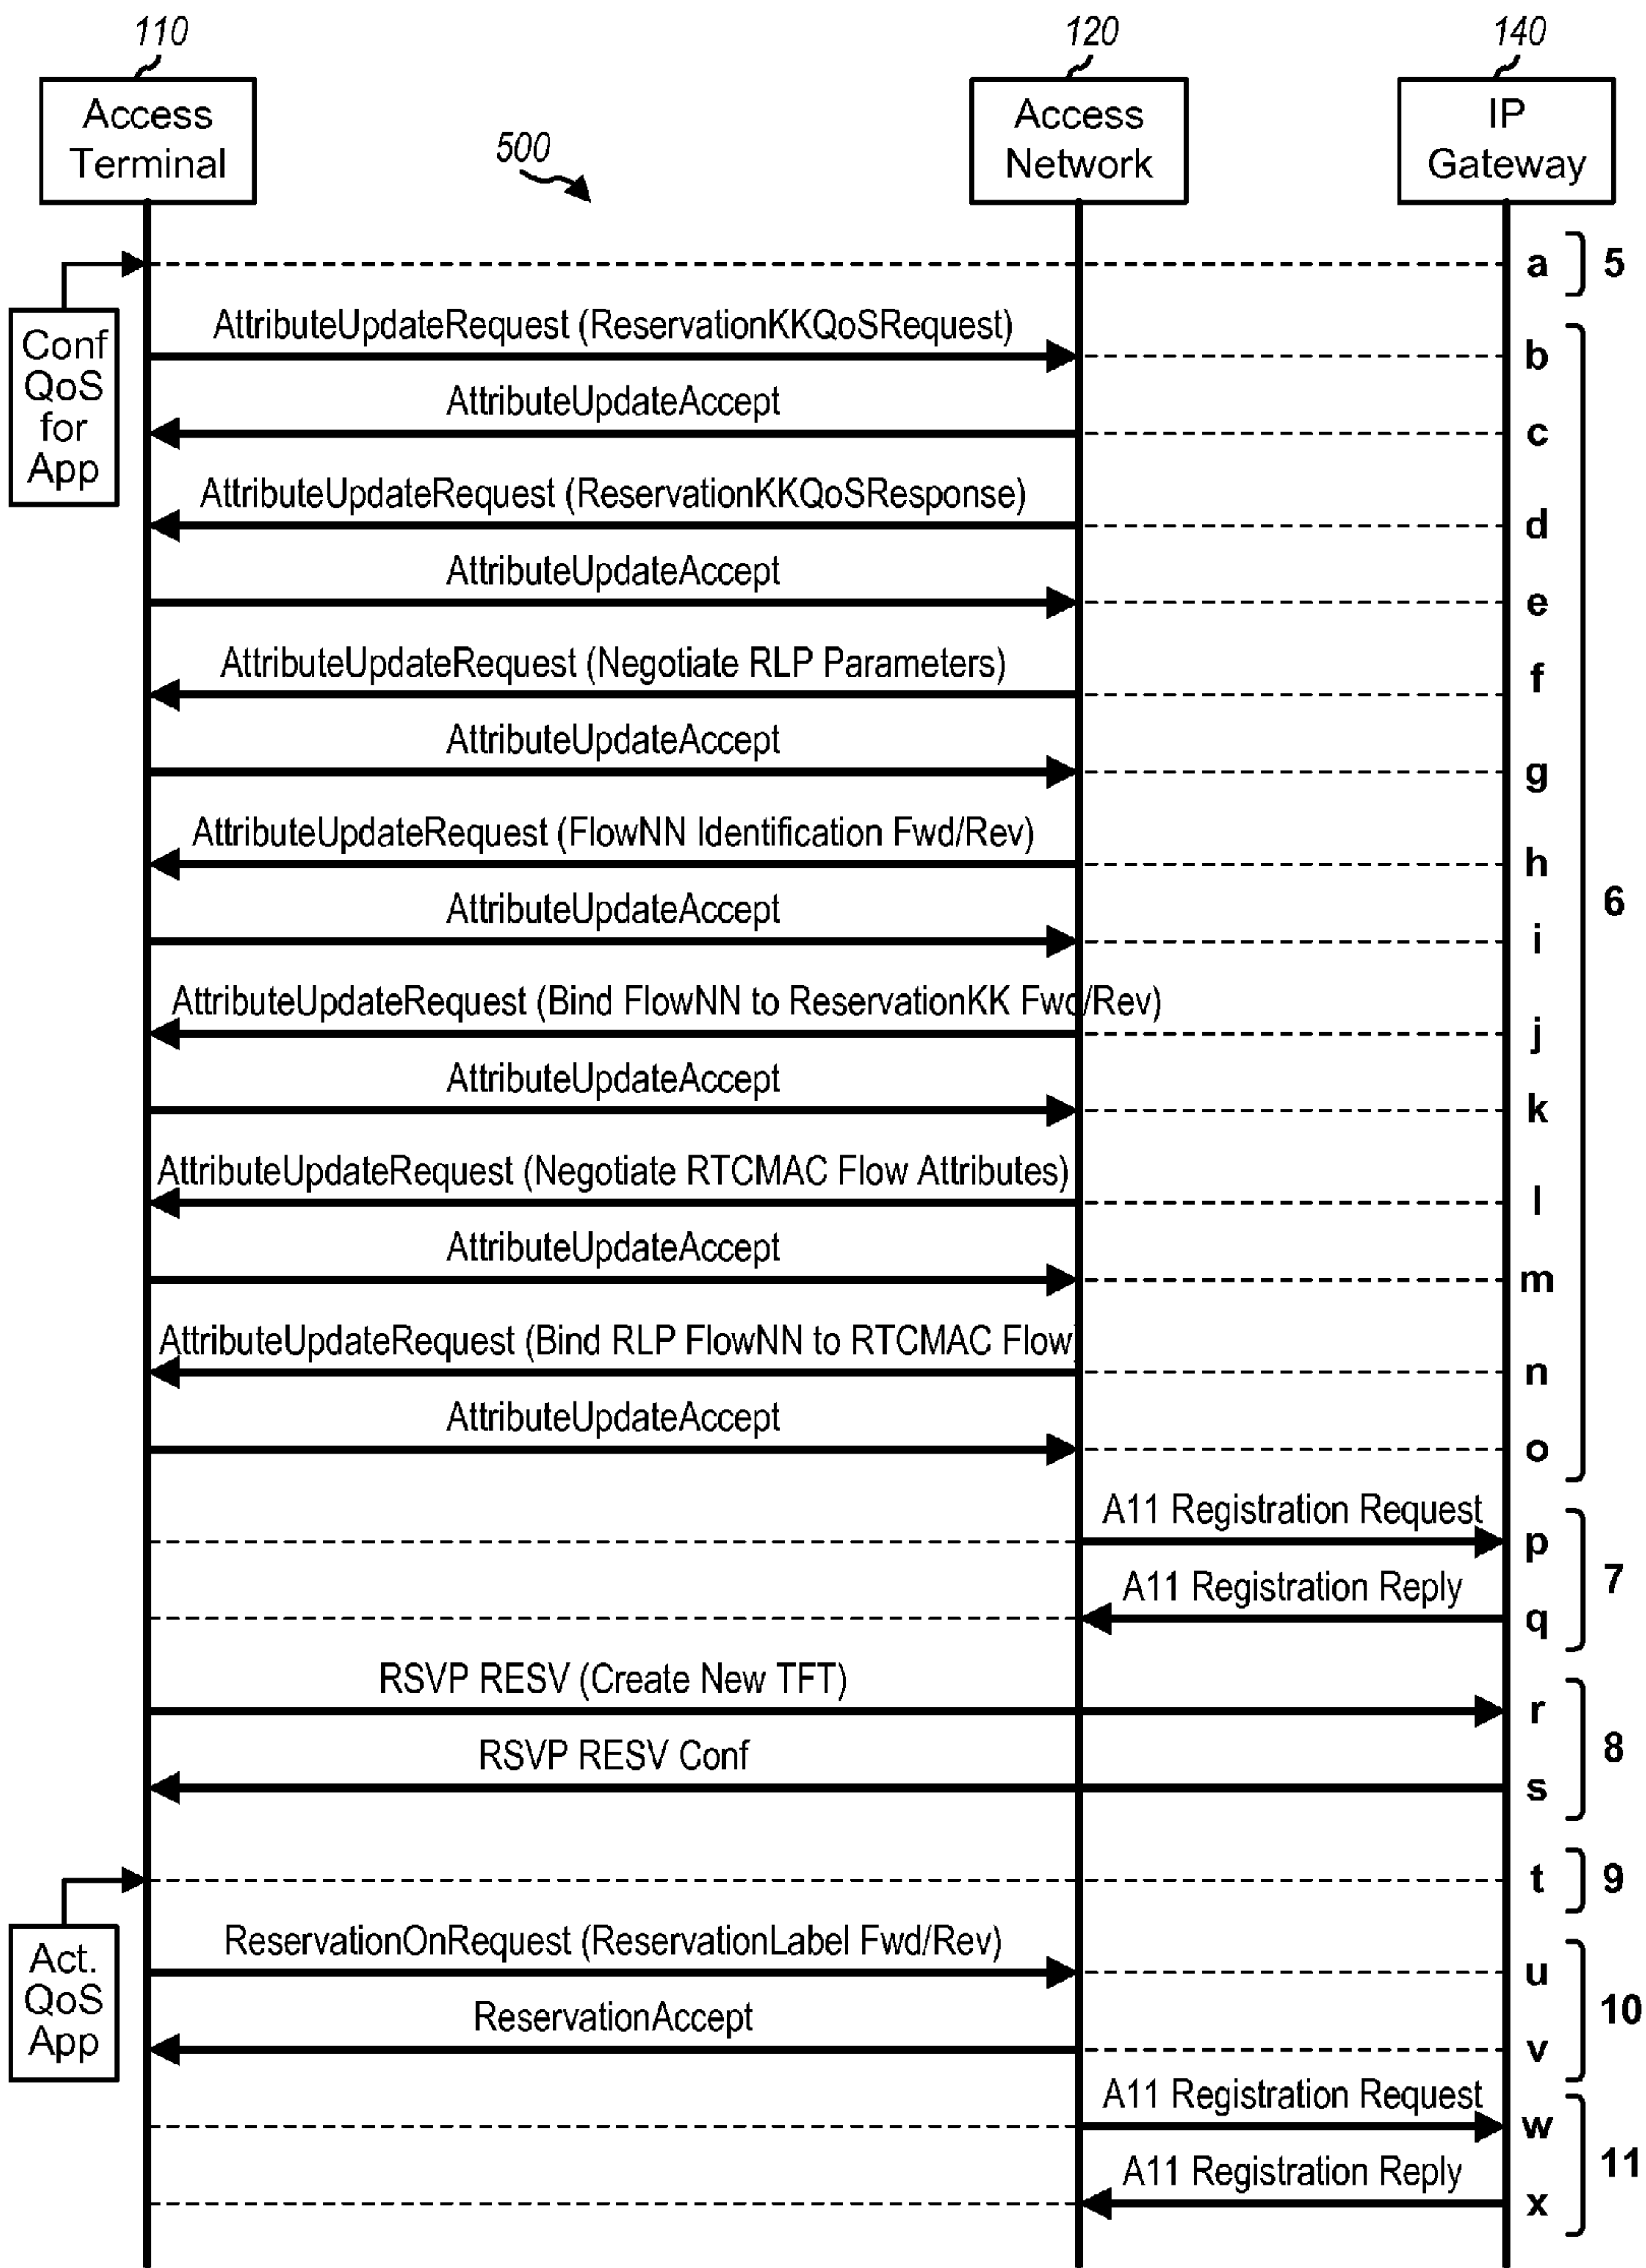 110
120
140
Access
Terminal
500
Access
Network
IP
Gateway
a
5
Conf
QoS
for
App
AttributeUpdateRequest (ReservationKKQoSRequest)
b
AttributeUpdateAccept
c
AttributeUpdateRequest (ReservationKKQoSResponse)
d
AttributeUpdateAccept
e
AttributeUpdateRequest (Negotiate RLP Parameters)
f
AttributeUpdateAccept
g
AttributeUpdateRequest (FlowNN Identification Fwd/Rev)
h
6
AttributeUpdateAccept
i
AttributeUpdateRequest (Bind FlowNN to ReservationKK Fwd/Rev)
j
AttributeUpdateAccept
k
AttributeUpdateRequest (Negotiate RTCMAC Flow Attributes)
l
AttributeUpdateAccept
m
AttributeUpdateRequest (Bind RLP FlowNN to RTCMAC Flow)
n
AttributeUpdateAccept
o
A11 Registration Request
p
7
A11 Registration Reply
q
RSVP RESV (Create New TFT)
r
8
RSVP RESV Conf
s
t
9
Act.
QoS
App
ReservationOnRequest (ReservationLabel Fwd/Rev)
u
10
ReservationAccept
v
A11 Registration Request
w
11
A11 Registration Reply
x